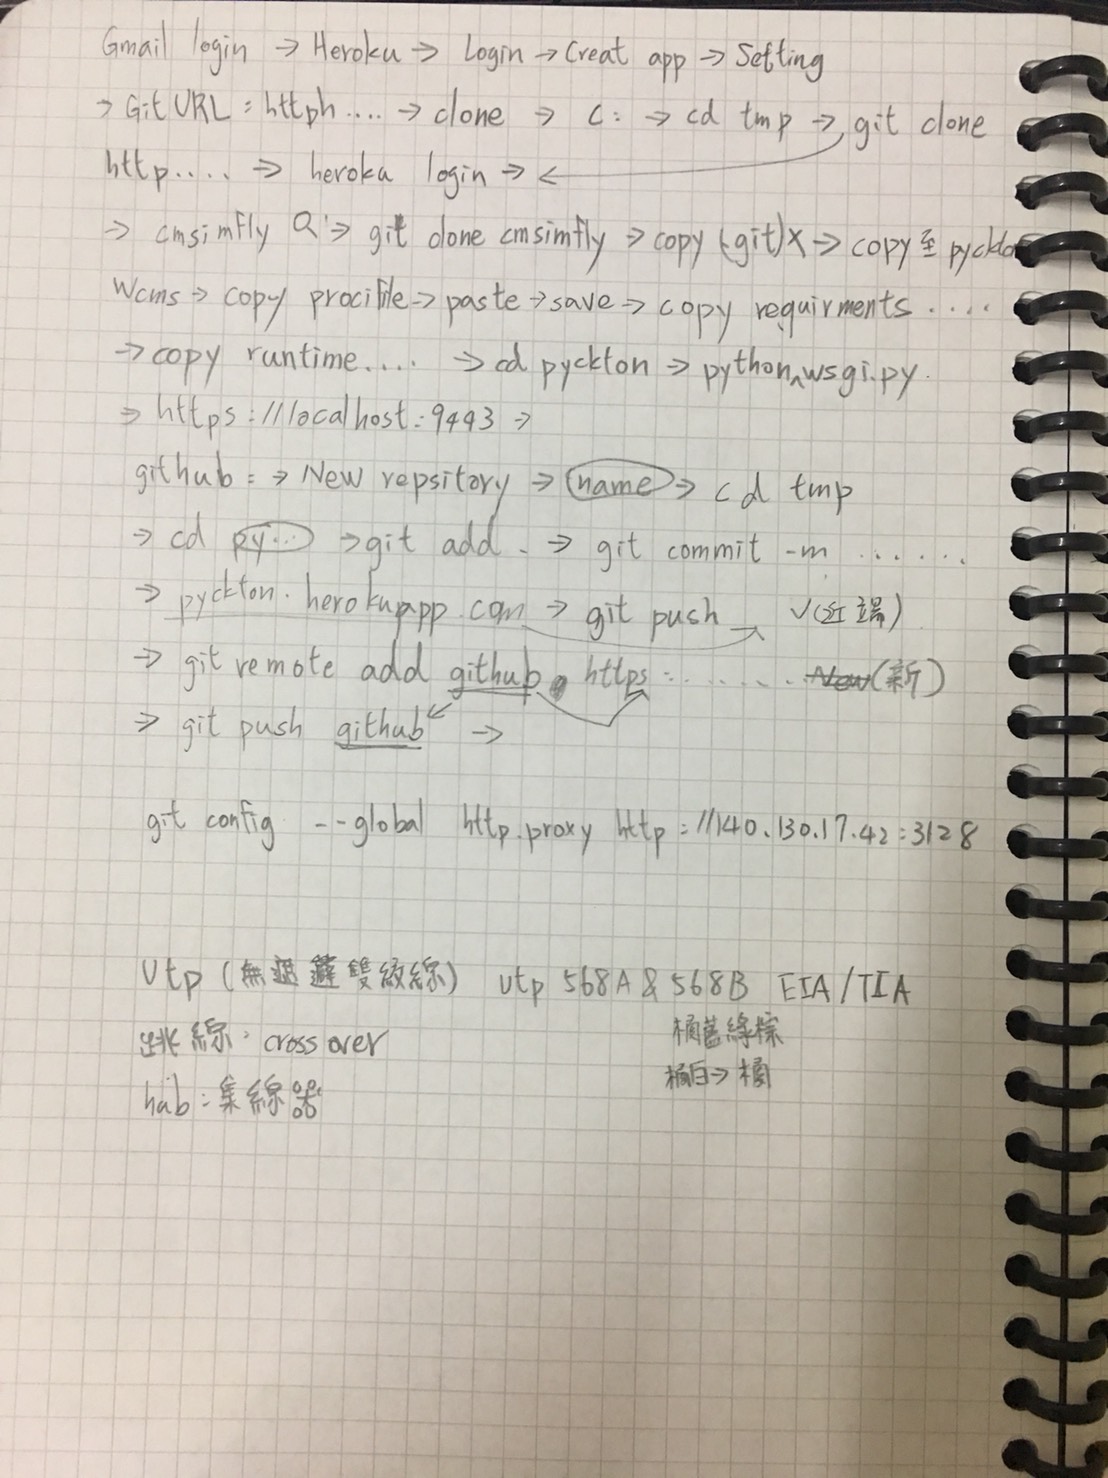 Gmail login → Heroku → Login → Creat app → Setting
→ Git URL : httph .... → clone → C: → cd tmp → git clone
http.... → heroku login → ←
→ cmsimfly → git clone cmsimfly → copy (.git) X → copy 至 pyckto
Wcms → copy procifile → paste → save → copy requirments ....
→ copy runtime.... → cd pyckton → python wsgi.py.
→ https://localhost:9443 →
github : → New repsitory → name → cd tmp
→ cd py... → git add . → git commit -m ......
→ pyckton.herokuapp.com → git push V(近端)
→ git remote add github https: ....... New (新)
→ git push github →
git config --global http.proxy http://140.130.17.42:3128
Utp (無遮蔽雙絞線) utp 568A & 568B EIA/TIA
跳線: cross over 橘藍綠棕
橘白→橘
hab: 集線器